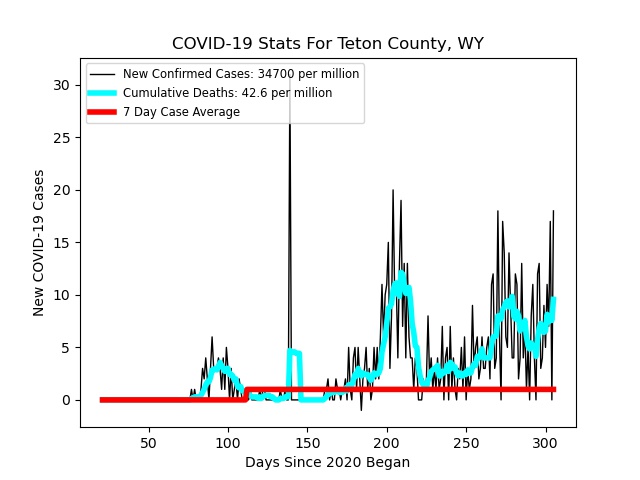 COVID-19 Stats For Teton County, WY
New Confirmed Cases: 34700 per million
Cumulative Deaths: 42.6 per million
7 Day Case Average
New COVID-19 Cases
30
25
20
15
10
5
0
50 100 150 200 250 300
Days Since 2020 Began